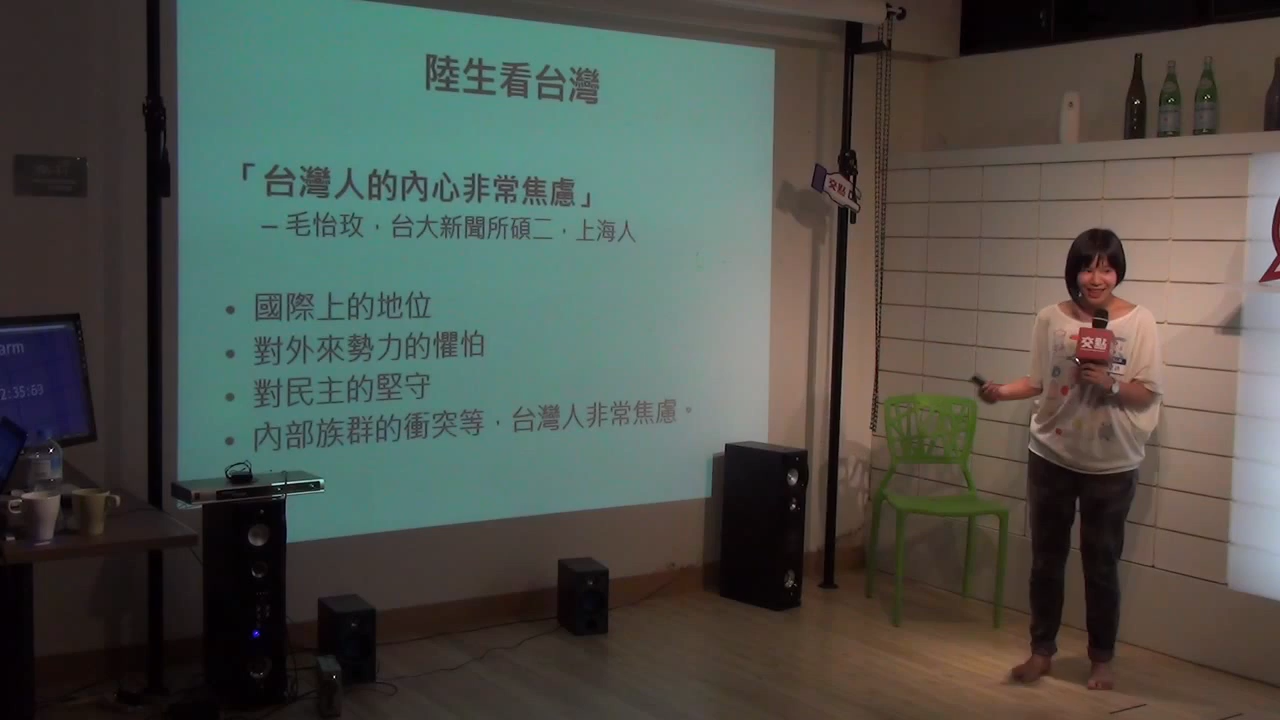 陸生看台灣
「台灣人的內心非常焦慮」
– 毛怡玫，台大新聞所碩二，上海人
• 國際上的地位
• 對外來勢力的懼怕
• 對民主的堅守
• 內部族群的衝突等，台灣人非常焦慮。
交點
交點
arm
2:35:69